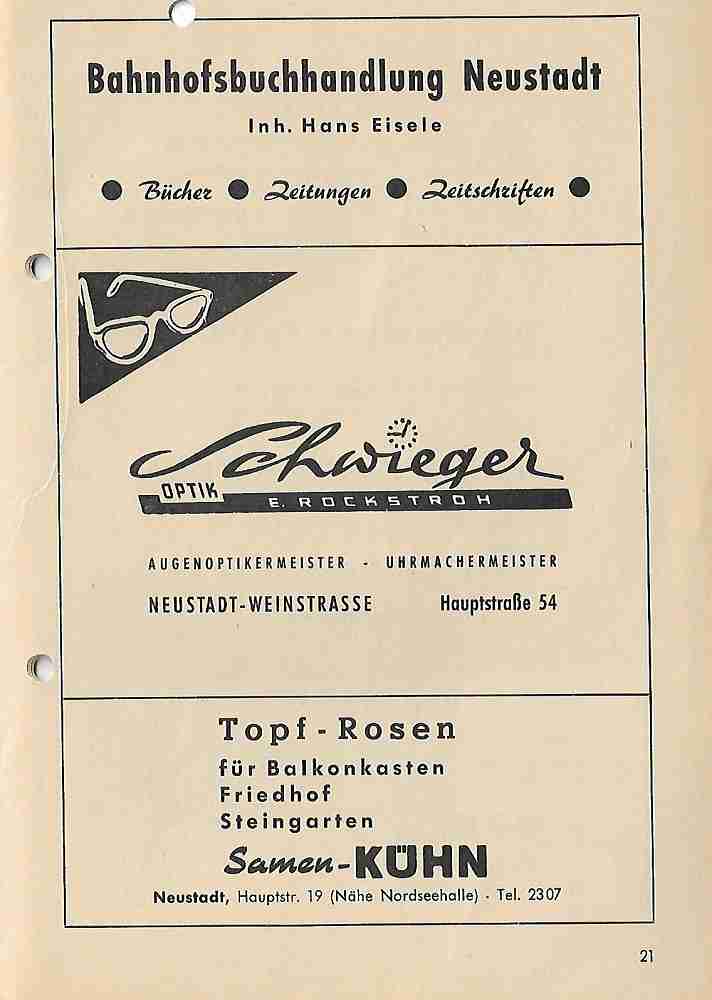 Bahnhofsbuchhandlung Neustadt
Inh. Hans Eisele
● Bücher ● Zeitungen ● Zeitschriften ●
Schwieger
OPTIK
E. ROCKSTROH
AUGENOPTIKERMEISTER - UHRMACHERMEISTER
NEUSTADT-WEINSTRASSE Hauptstraße 54
Topf-Rosen
für Balkonkasten
Friedhof
Steingarten
Samen-KÜHN
Neustadt, Hauptstr. 19 (Nähe Nordseehalle) · Tel. 2307
21